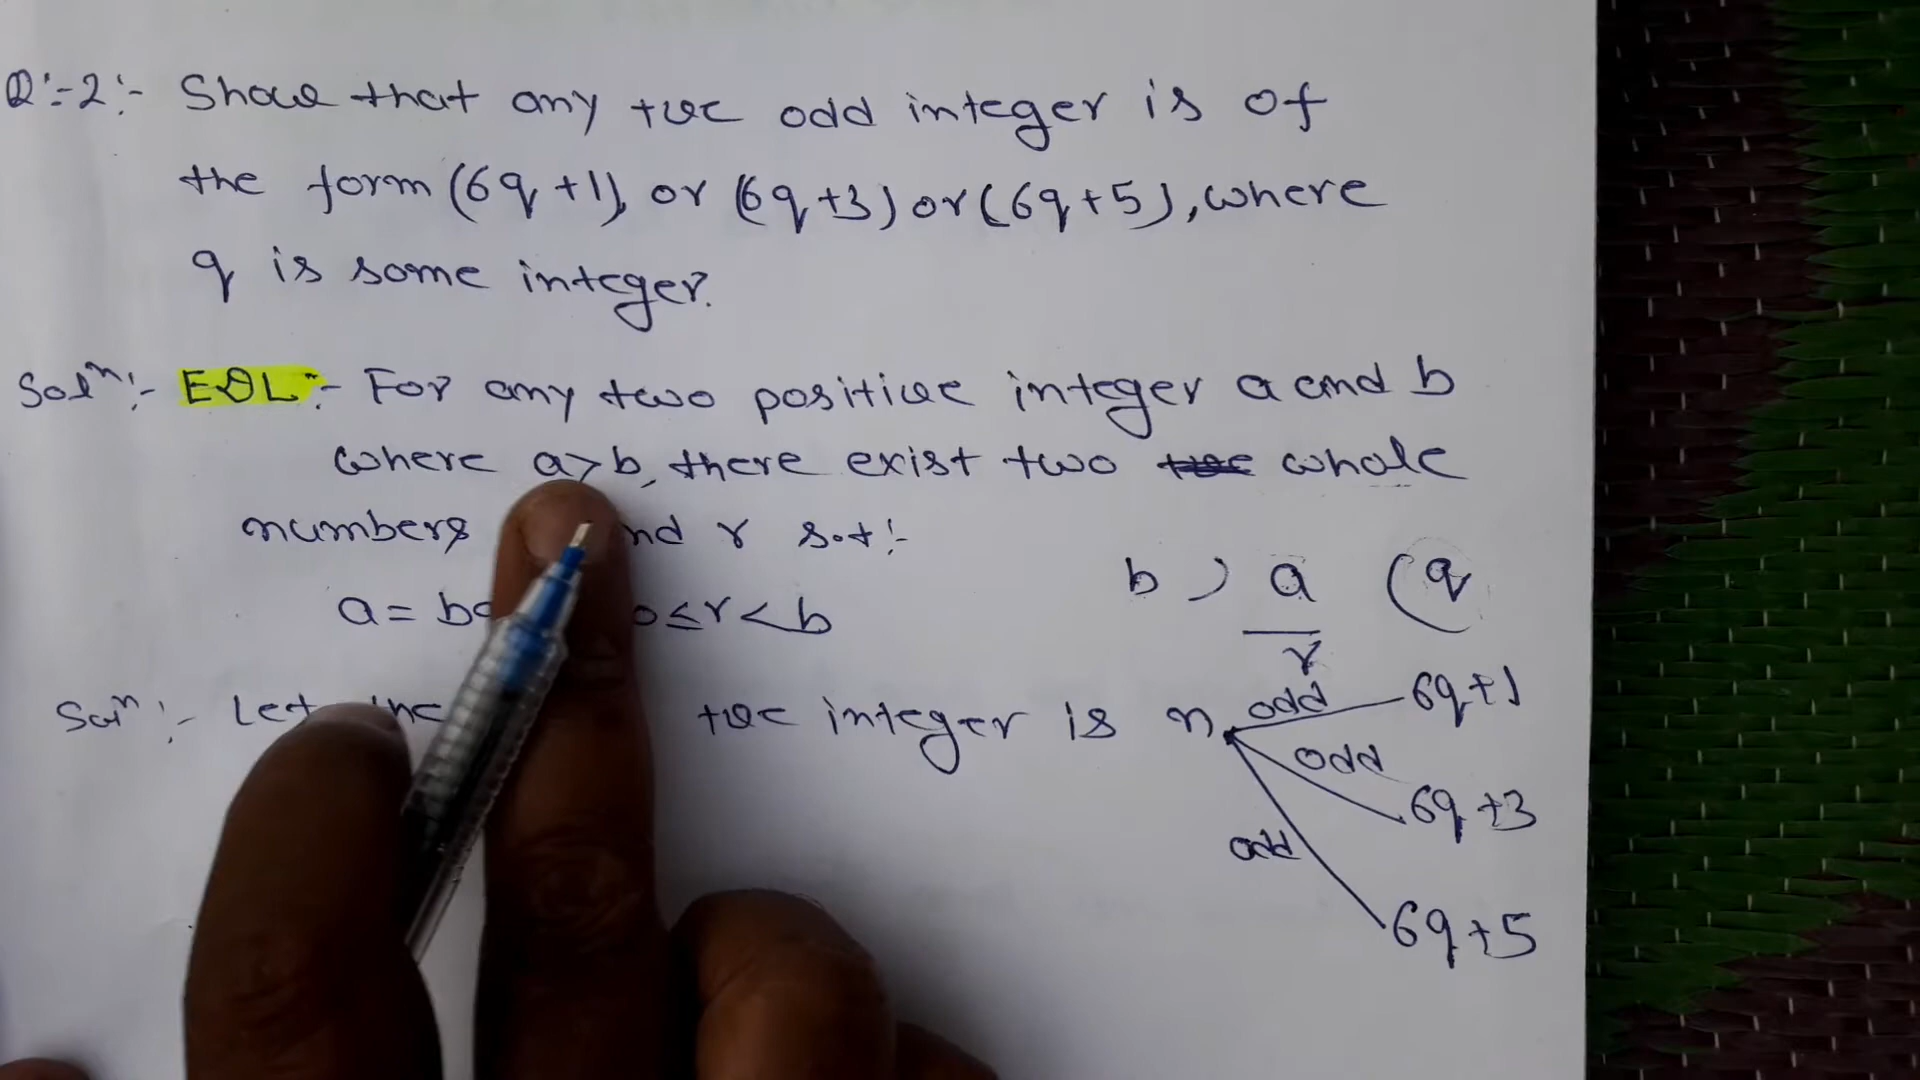 Q:-2:- Show that any +ve odd integer is of
the form (6q+1), or (6q+3) or (6q+5), where
q is some integer.
Solⁿ:- EDL:- For any two positive integer a and b
where a>b, there exist two whole
numbers nd r s.t:-
a = b 0≤r<b
b ) a ( q
r
Solⁿ:- Let the +ve integer is n
odd 6q+1
odd 6q+3
odd 6q+5